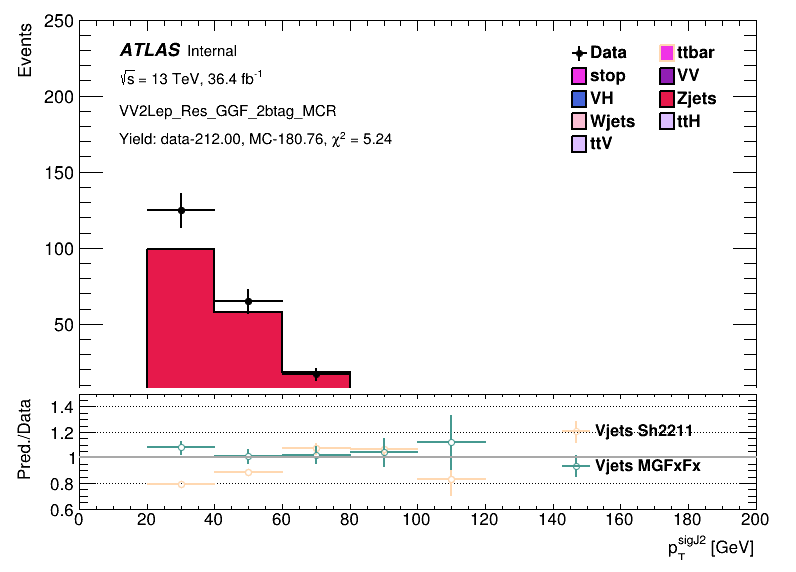 250
200
150
100
50
Events
ATLAS Internal
√s = 13 TeV, 36.4 fb⁻¹
VV2Lep_Res_GGF_2btag_MCR
Yield: data-212.00, MC-180.76, χ² = 5.24
Data
ttbar
stop
VV
VH
Zjets
Wjets
ttH
ttV
Pred./Data
1.4
1.2
1
0.8
0.6
Vjets Sh2211
Vjets MGFxFx
0 20 40 60 80 100 120 140 160 180 200
p_T^sigJ2 [GeV]